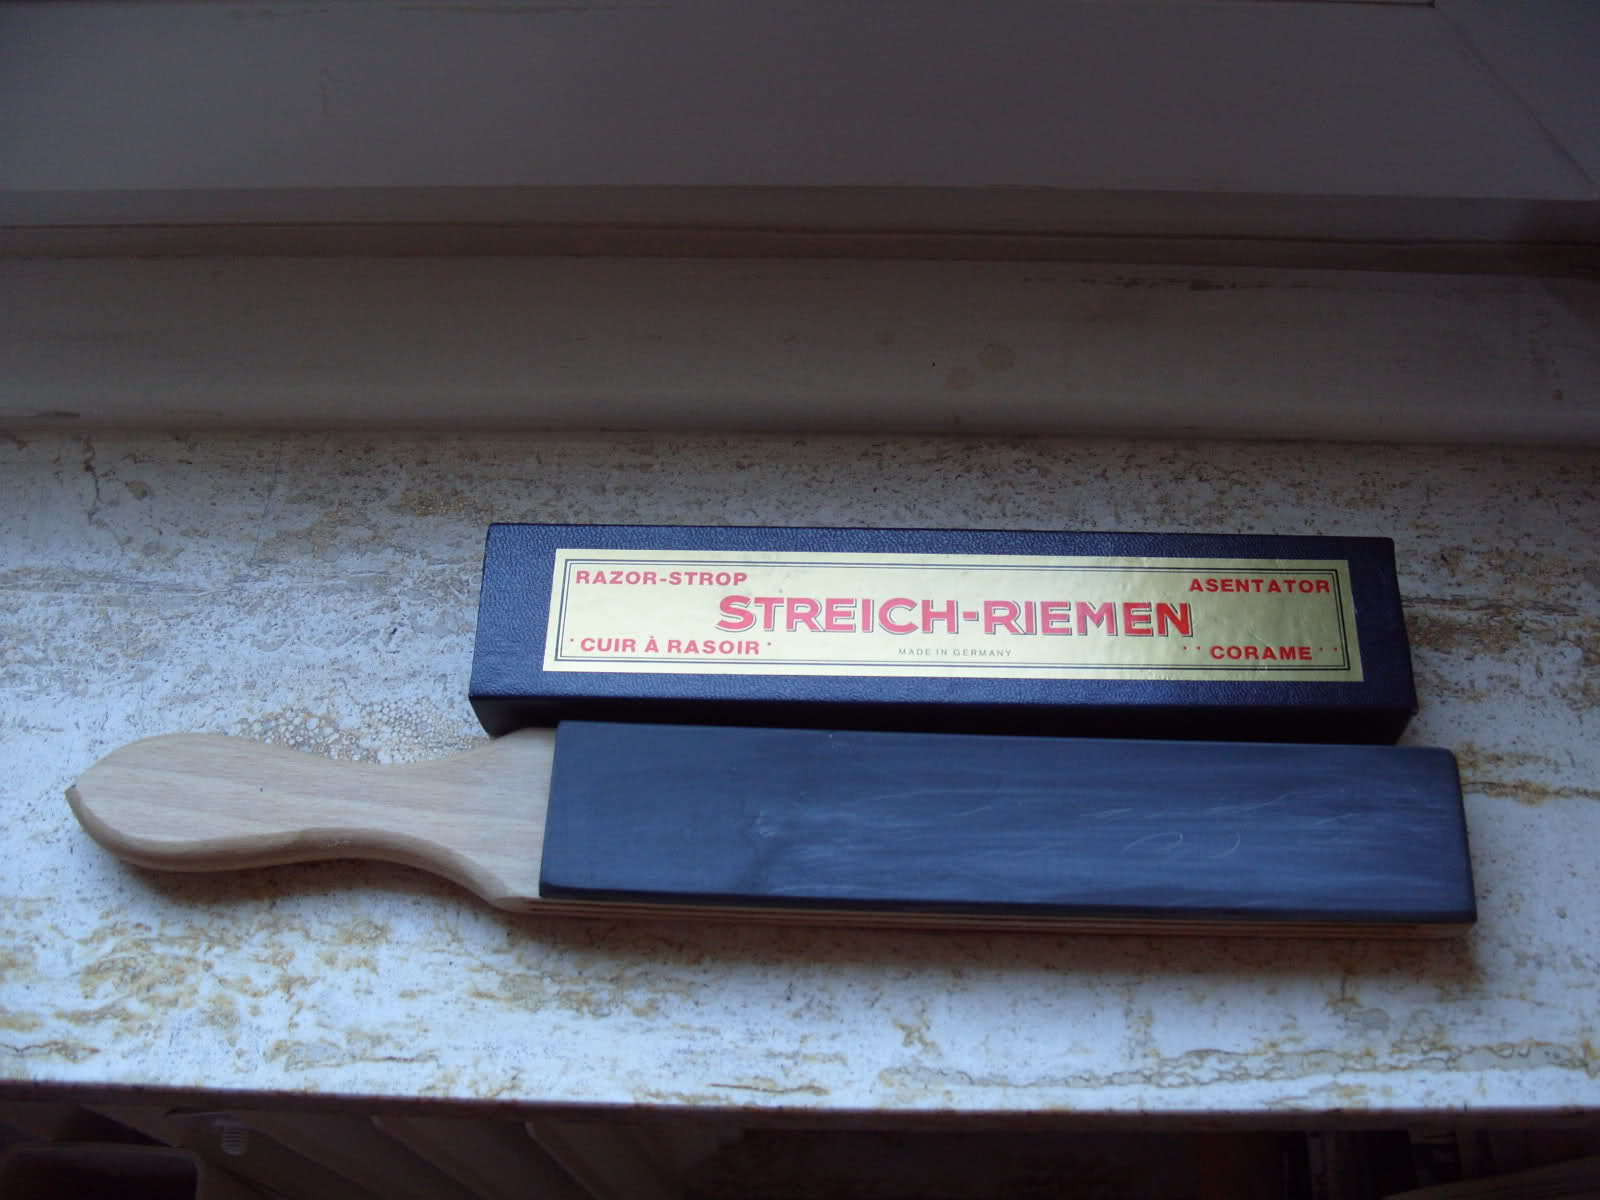 RAZOR-STROP
ASENTATOR
STREICH-RIEMEN
CUIR À RASOIR
MADE IN GERMANY
CORAME